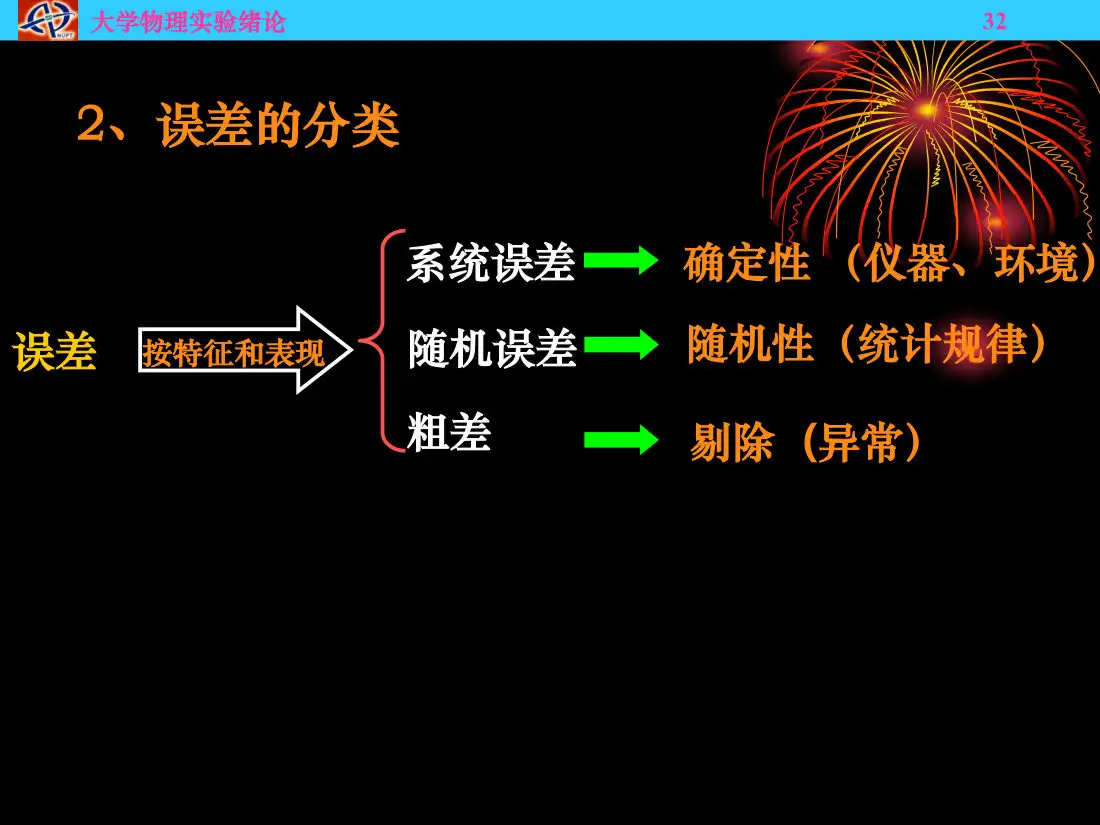 大学物理实验绪论
32
NUPT
2、误差的分类
误差
按特征和表现
系统误差
确定性 （仪器、环境）
随机误差
随机性（统计规律）
粗差
剔除（异常）